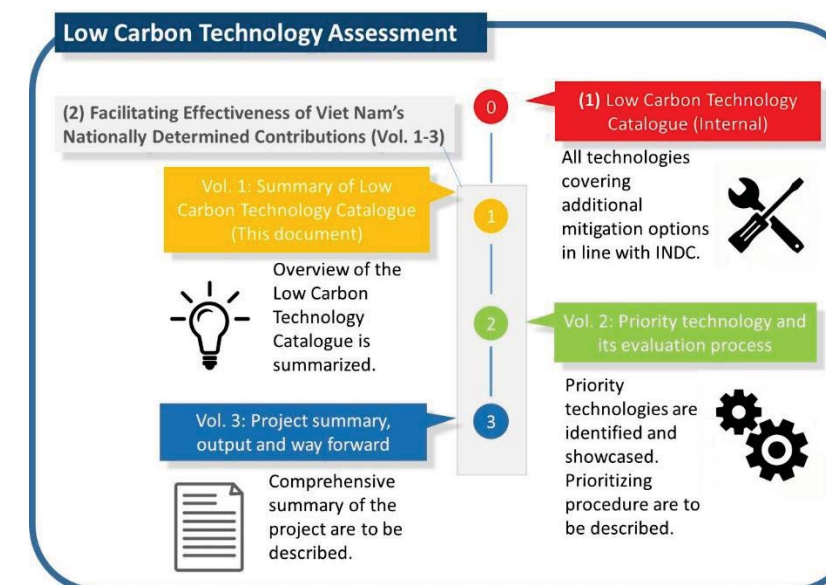 Low Carbon Technology Assessment
0
(1) Low Carbon Technology
Catalogue (Internal)
All technologies
covering
additional
mitigation options
in line with INDC.
(2) Facilitating Effectiveness of Viet Nam's
Nationally Determined Contributions (Vol. 1-3)
Vol. 1: Summary of Low
Carbon Technology Catalogue
(This document)
1
Overview of the
Low Carbon
Technology
Catalogue is
summarized.
2
Vol. 2: Priority technology and
its evaluation process
Priority
technologies are
identified and
showcased.
Prioritizing
procedure are to
be described.
Vol. 3: Project summary,
output and way forward
3
Comprehensive
summary of the
project are to be
described.